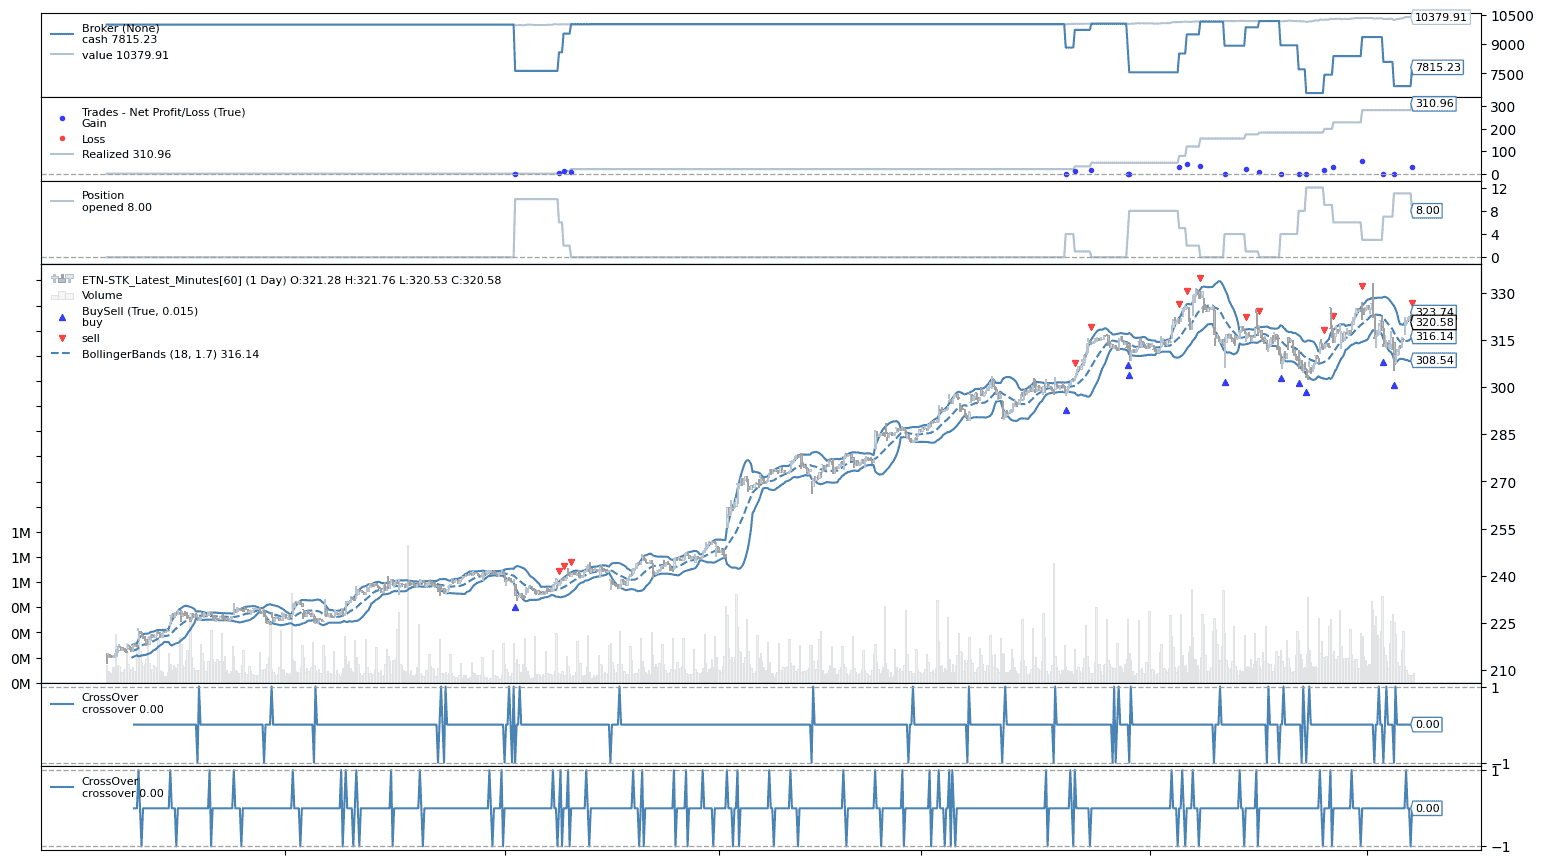 Broker (None)
cash 7815.23
value 10379.91
10379.91
7815.23
10500
9000
7500
Trades - Net Profit/Loss (True)
Gain
Loss
Realized 310.96
310.96
300
200
100
0
Position
opened 8.00
8.00
12
8
4
0
ETN-STK_Latest_Minutes[60] (1 Day) O:321.28 H:321.76 L:320.53 C:320.58
Volume
BuySell (True, 0.015)
buy
sell
BollingerBands (18, 1.7) 316.14
323.74
320.58
316.14
308.54
330
315
300
285
270
255
240
225
210
1M
1M
1M
0M
0M
0M
0M
CrossOver
crossover 0.00
0.00
1
−1
CrossOver
crossover 0.00
0.00
1
−1